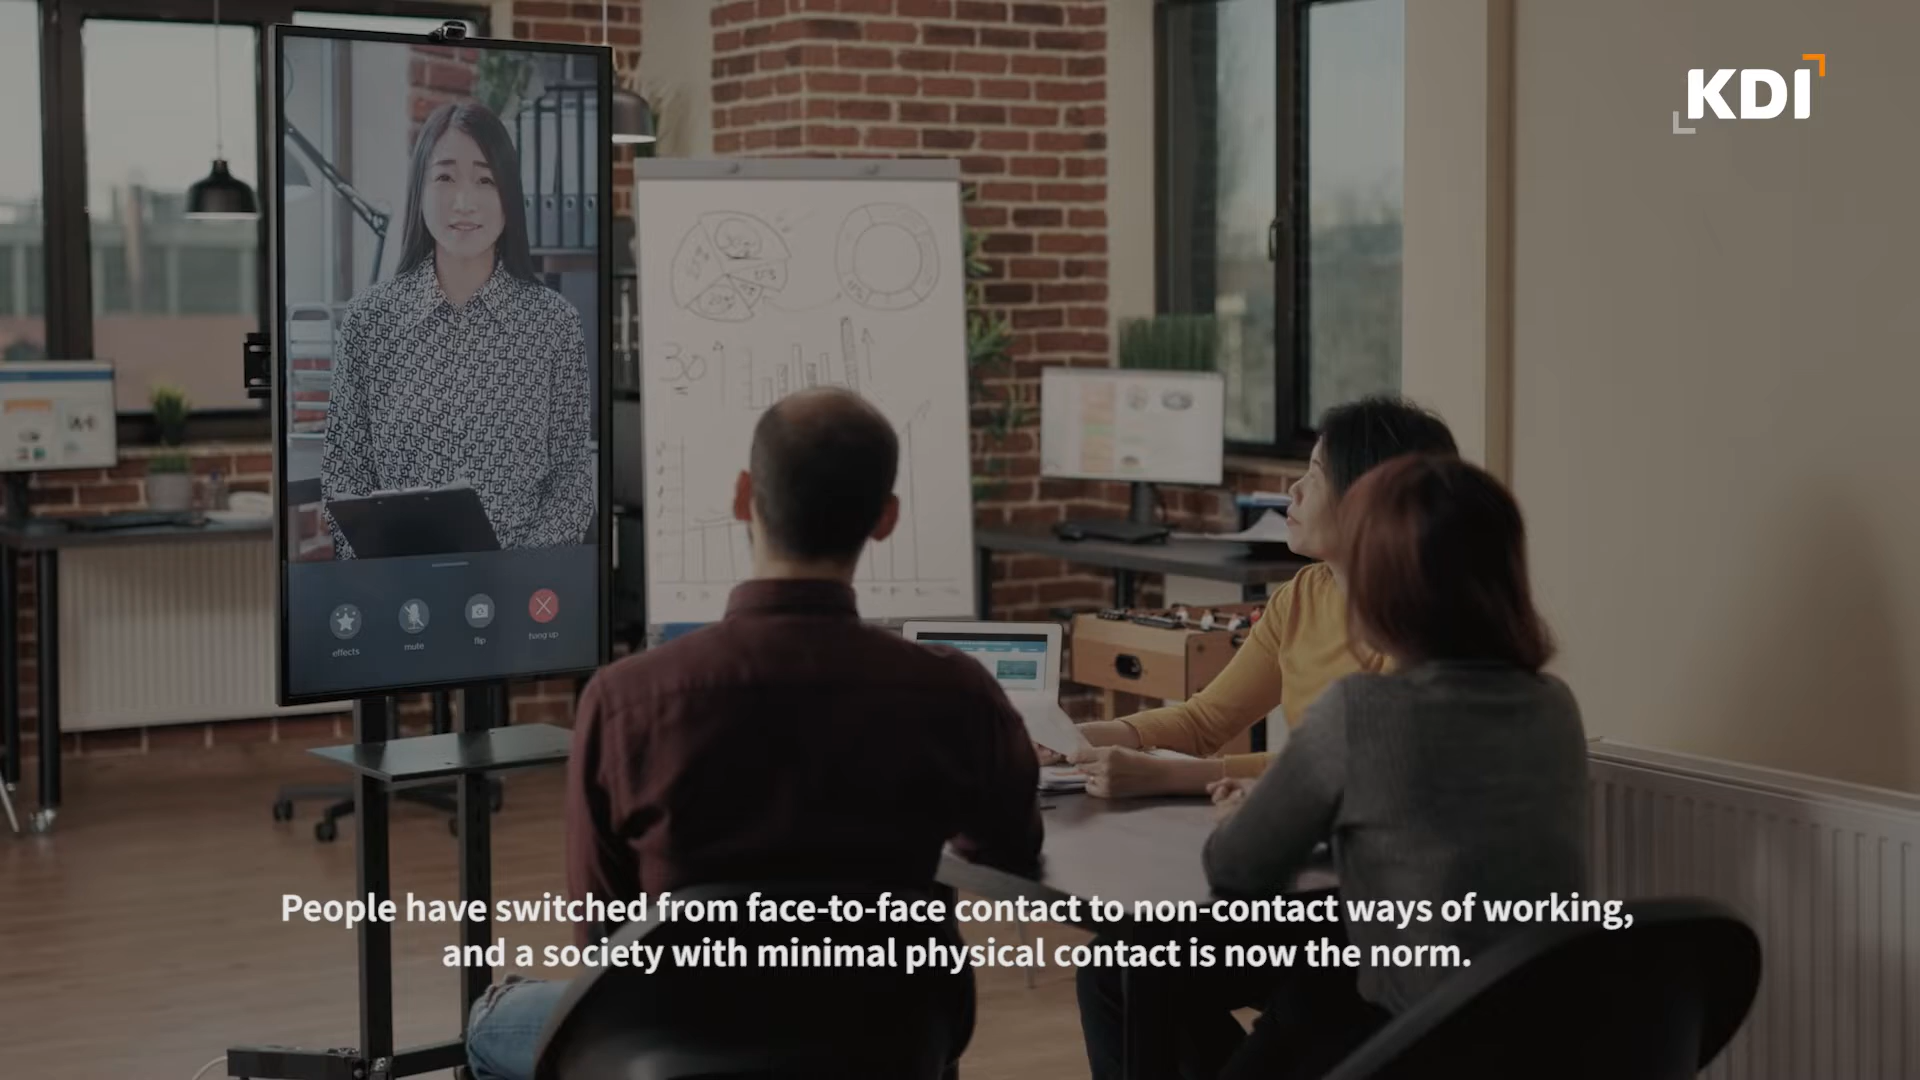 KDI
30
effects
mute
flip
hang up
People have switched from face-to-face contact to non-contact ways of working,
and a society with minimal physical contact is now the norm.